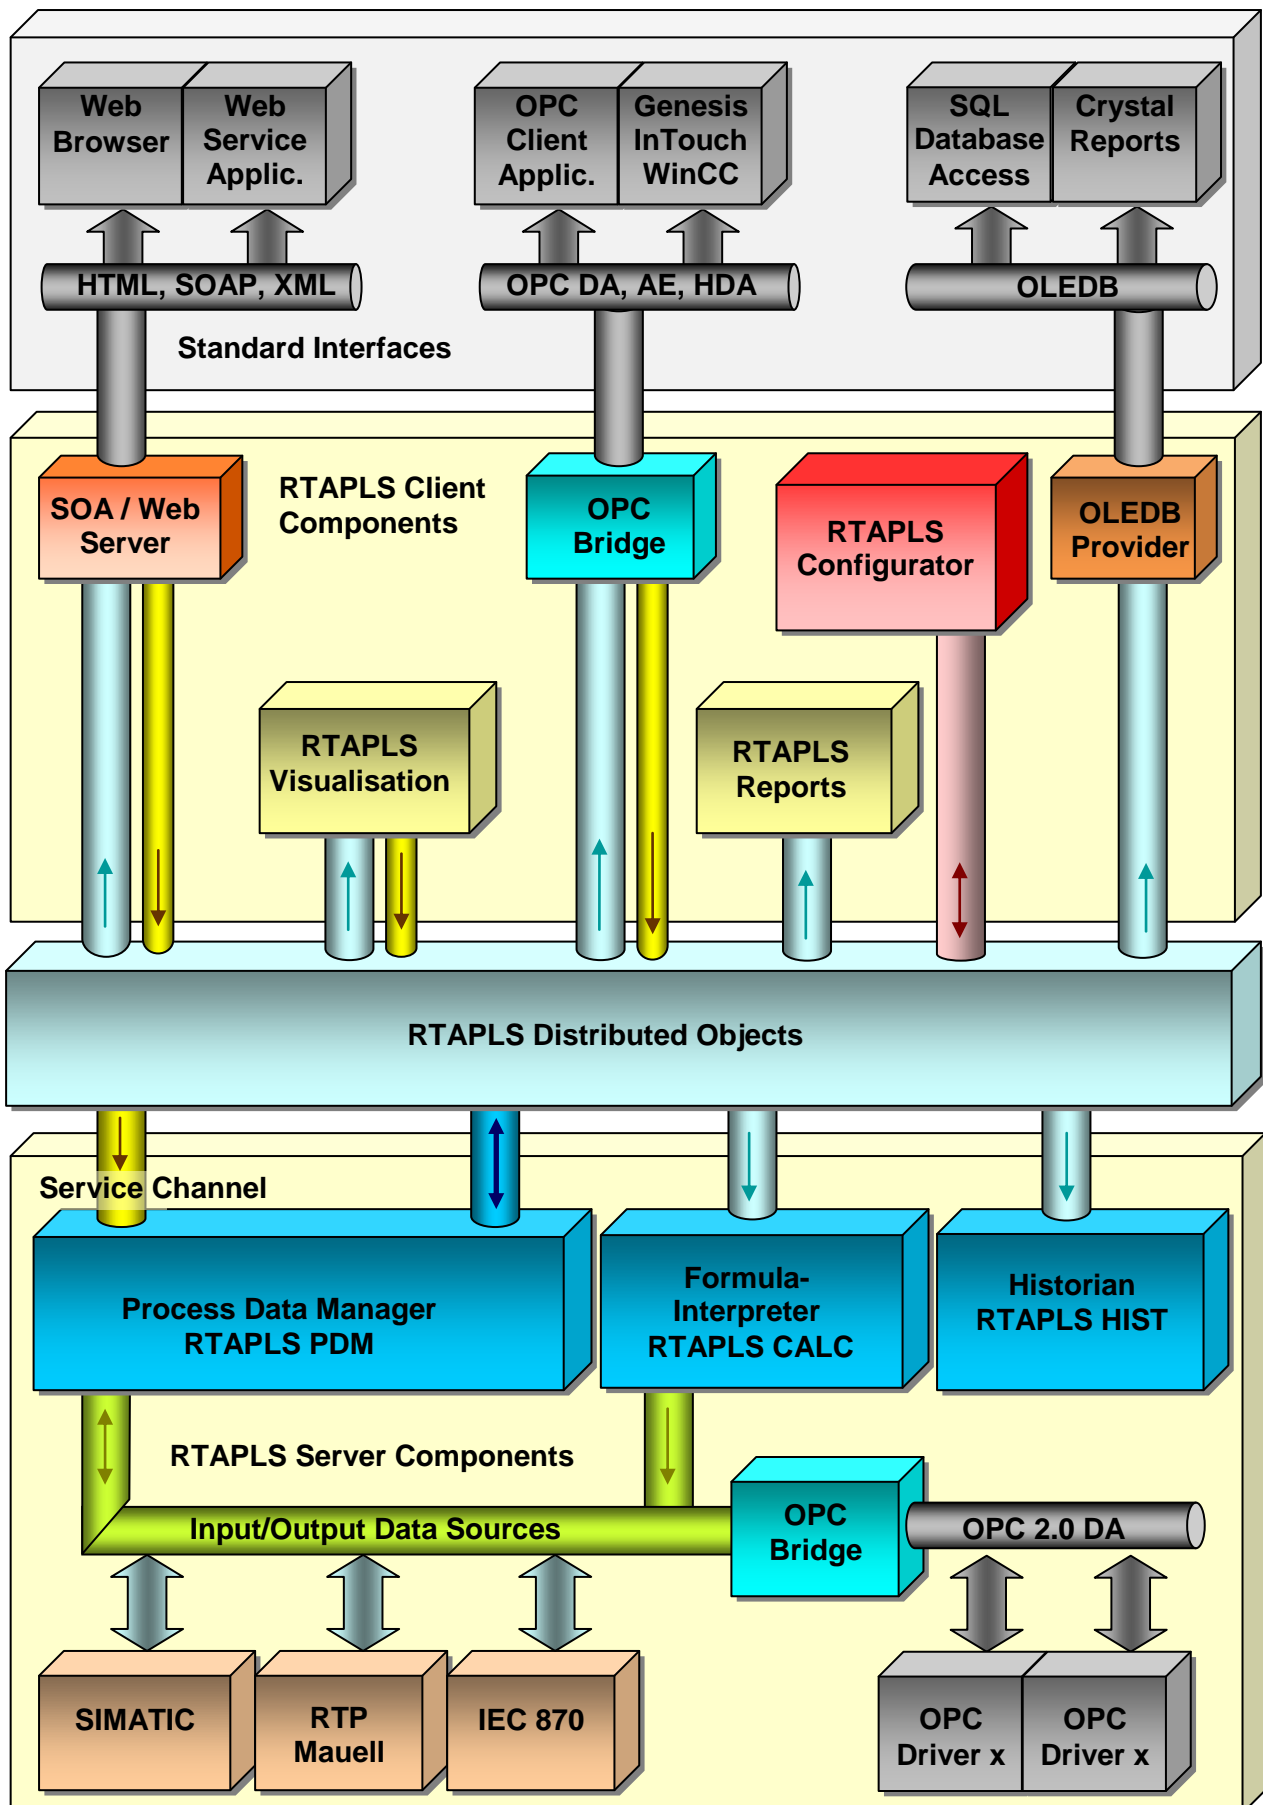 Web
Browser
Web
Service
Applic.
OPC
Client
Applic.
Genesis
InTouch
WinCC
SQL
Database
Access
Crystal
Reports
HTML, SOAP, XML
OPC DA, AE, HDA
OLEDB
Standard Interfaces
SOA / Web
Server
RTAPLS Client
Components
OPC
Bridge
RTAPLS
Configurator
OLEDB
Provider
RTAPLS
Visualisation
RTAPLS
Reports
RTAPLS Distributed Objects
Service Channel
Process Data Manager
RTAPLS PDM
Formula-
Interpreter
RTAPLS CALC
Historian
RTAPLS HIST
RTAPLS Server Components
Input/Output Data Sources
OPC
Bridge
OPC 2.0 DA
SIMATIC
RTP
Mauell
IEC 870
OPC
Driver x
OPC
Driver x